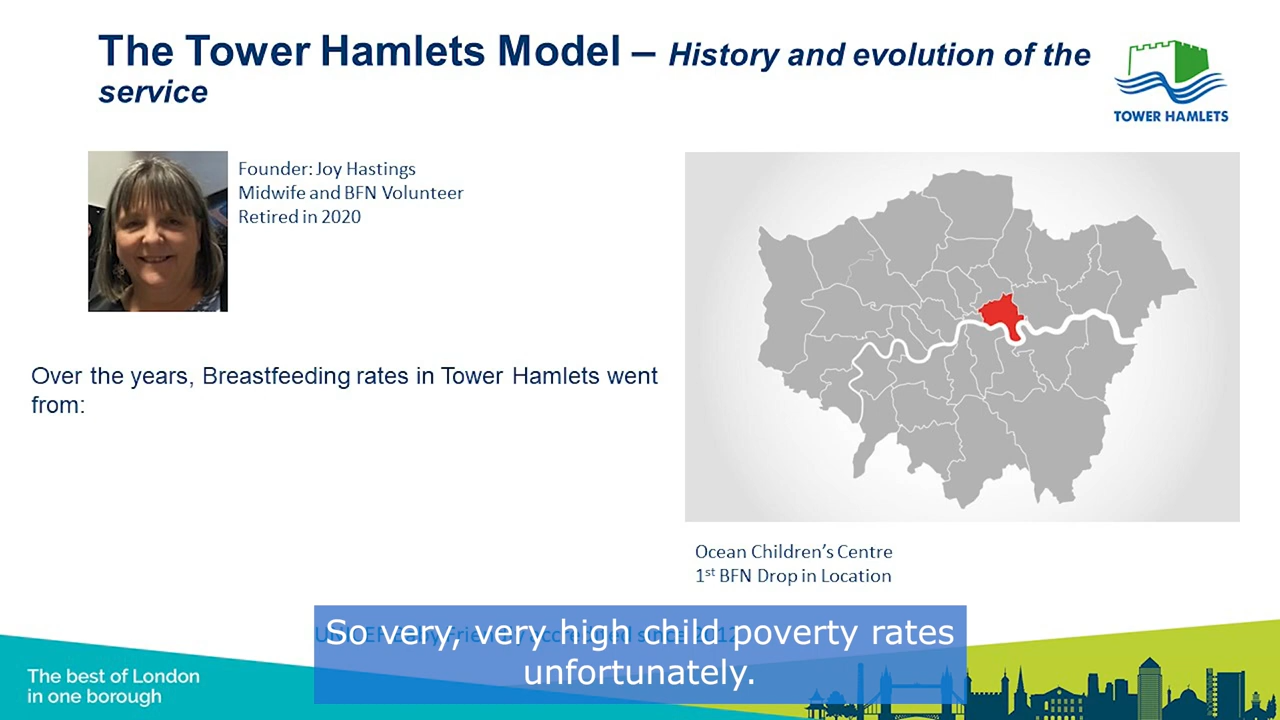 The Tower Hamlets Model – History and evolution of the
service
TOWER HAMLETS
Founder: Joy Hastings
Midwife and BFN Volunteer
Retired in 2020
Over the years, Breastfeeding rates in Tower Hamlets went
from:
Ocean Children's Centre
1st BFN Drop in Location
So very, very high child poverty rates
unfortunately.
The best of London
in one borough